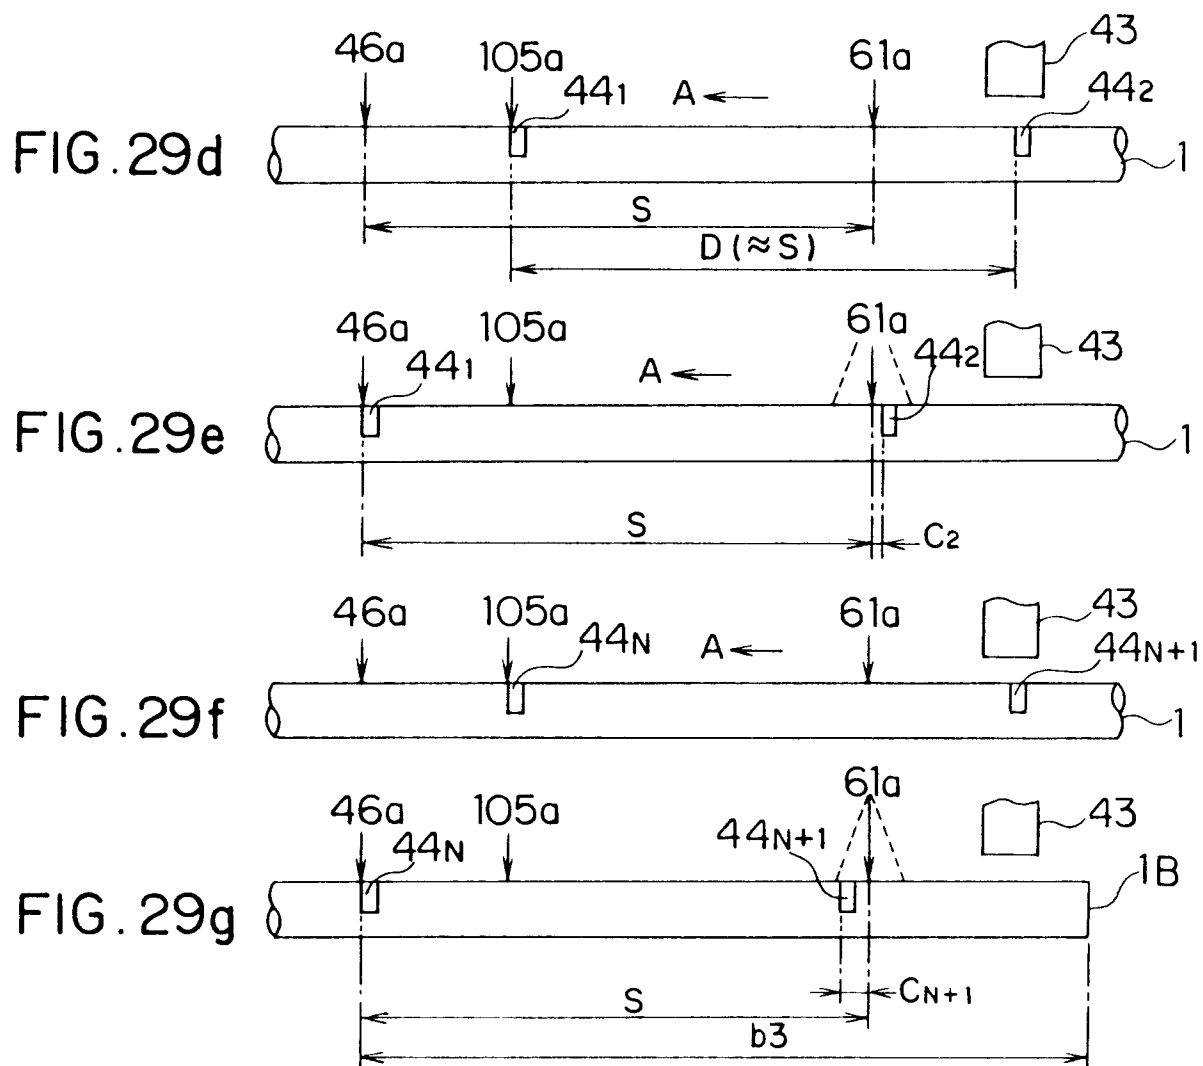 46a 105a 61a 43
44₁ A 44₂
FIG. 29d 1
S
D (≈S)
46a 105a 61a 43
44₁ A 44₂
FIG. 29e 1
S C₂
46a 105a 61a 43
44N A 44N+1
FIG. 29f 1
46a 105a 61a 43
44N 44N+1 1B
FIG. 29g
CN+1
S
b3